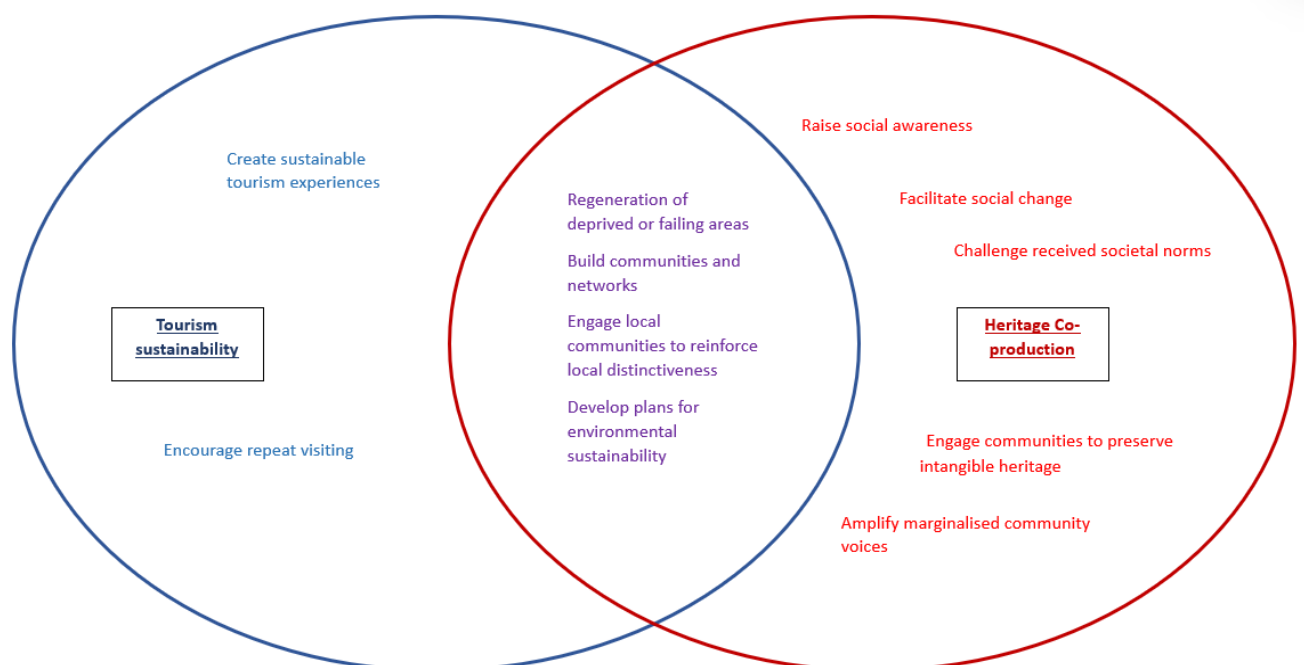 Create sustainable
tourism experiences
Tourism
sustainability
Encourage repeat visiting
Regeneration of
deprived or failing areas
Build communities and
networks
Engage local
communities to reinforce
local distinctiveness
Develop plans for
environmental
sustainability
Raise social awareness
Facilitate social change
Challenge received societal norms
Heritage Co-
production
Engage communities to preserve
intangible heritage
Amplify marginalised community
voices